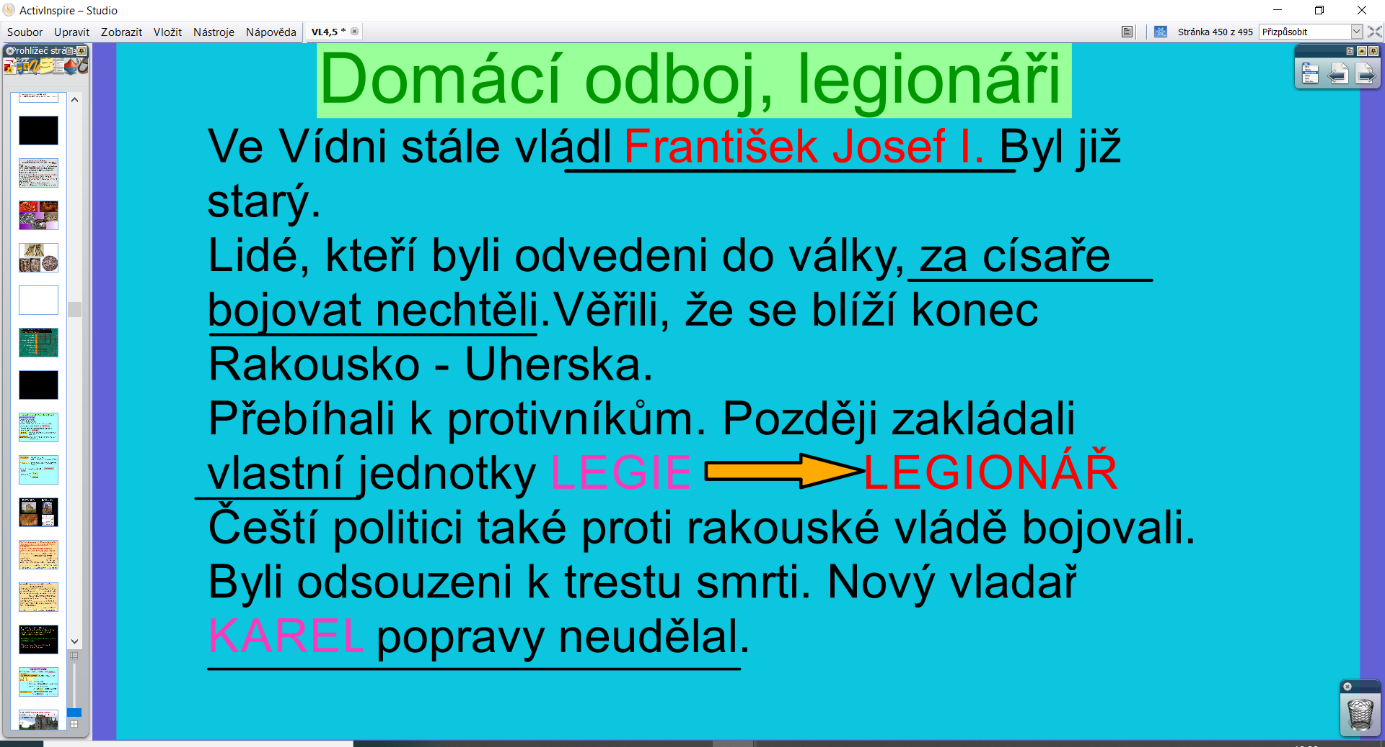 ActivInspire – Studio
Soubor Upravit Zobrazit Vložit Nástroje Nápověda VI.4,5 * Stránka 450 z 495 Přizpůsobit
Prohlížeč
Domácí odboj, legionáři
Ve Vídni stále vládl František Josef I. Byl již
starý.
Lidé, kteří byli odvedeni do války, za císaře
bojovat nechtěli.Věřili, že se blíží konec
Rakousko - Uherska.
Přebíhali k protivníkům. Později zakládali
vlastní jednotky LEGIE LEGIONÁŘ
Čeští politici také proti rakouské vládě bojovali.
Byli odsouzeni k trestu smrti. Nový vladař
KAREL popravy neudělal.